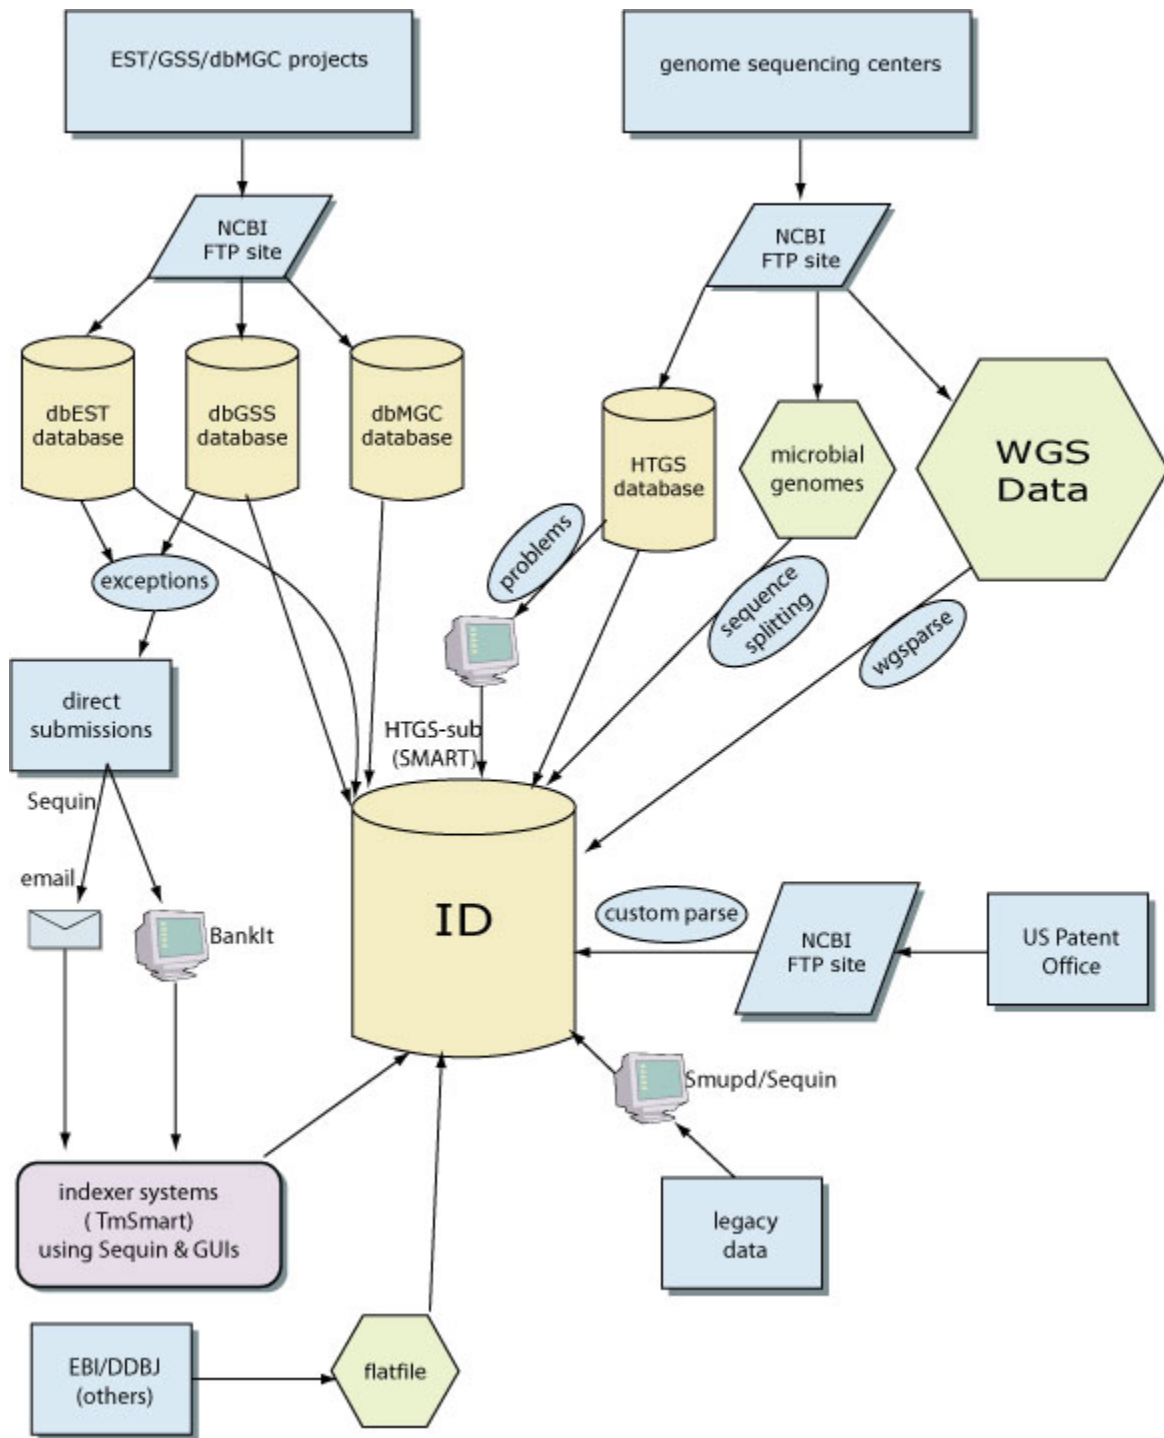 EST/GSS/dbMGC projects
genome sequencing centers
NCBI
FTP site
NCBI
FTP site
dbEST
database
dbGSS
database
dbMGC
database
HTGS
database
microbial
genomes
WGS
Data
problems
exceptions
sequence
splitting
wgsparse
direct
submissions
HTGS-sub
(SMART)
Sequin
email
BankIt
ID
custom parse
NCBI
FTP site
US Patent
Office
Smupd/Sequin
indexer systems
( TmSmart)
using Sequin & GUIs
legacy
data
EBI/DDBJ
(others)
flatfile